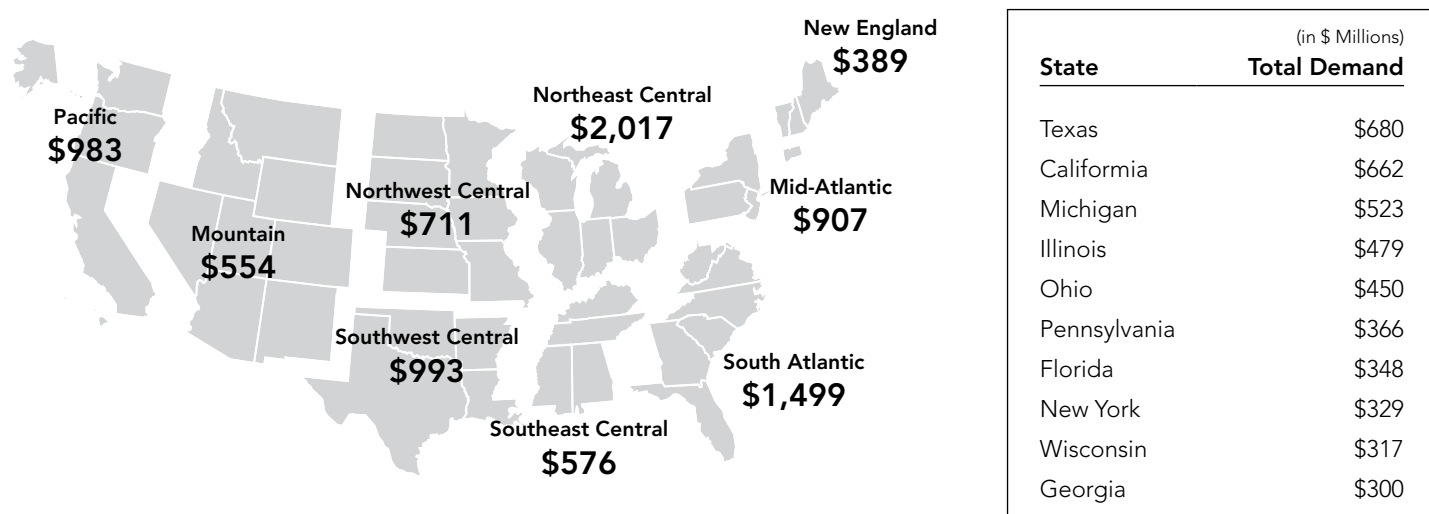 New England
$389
Northeast Central
$2,017
Pacific
$983
Mid-Atlantic
$907
Northwest Central
$711
Mountain
$554
Southwest Central
$993
South Atlantic
$1,499
Southeast Central
$576
(in $ Millions)
State Total Demand
Texas $680
Califormia $662
Michigan $523
Illinois $479
Ohio $450
Pennsylvania $366
Florida $348
New York $329
Wisconsin $317
Georgia $300